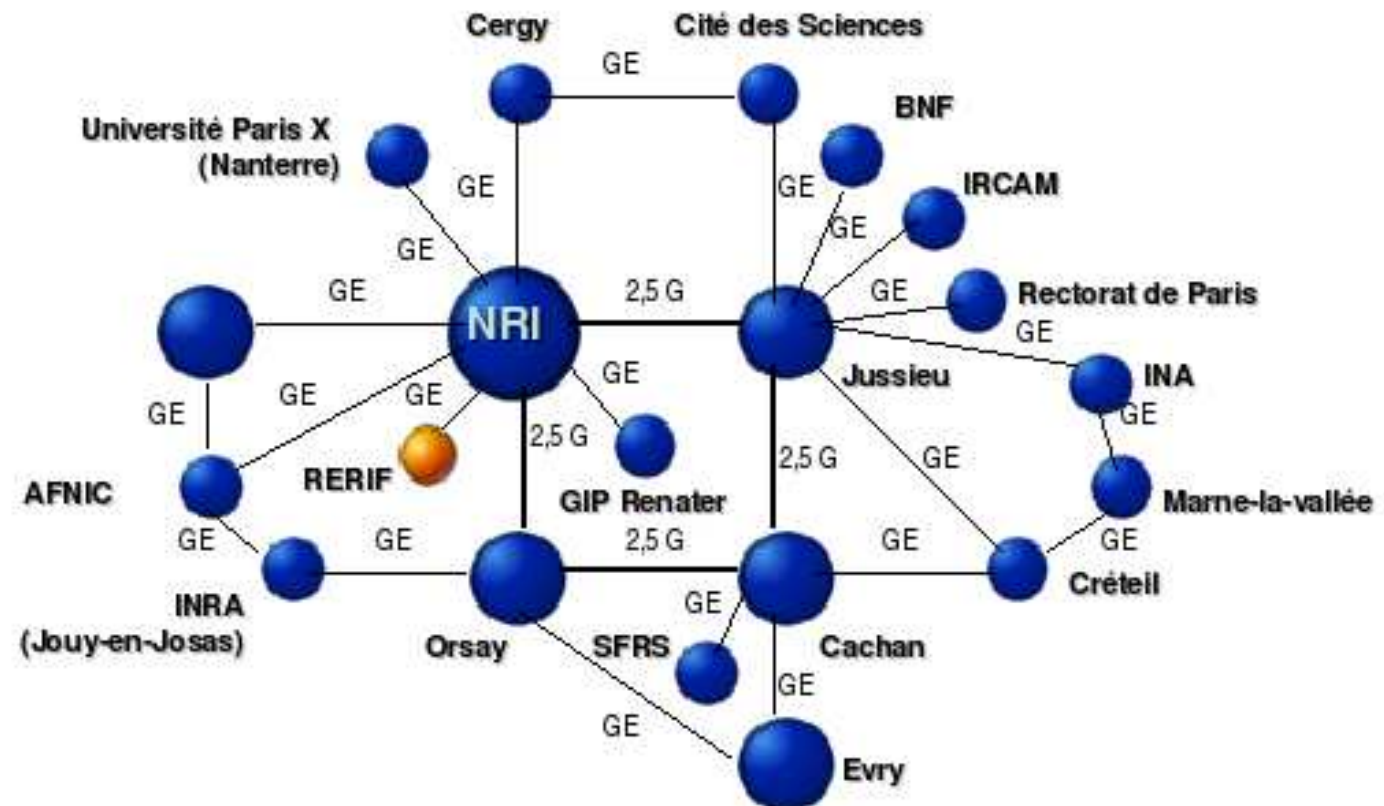 Cergy
Cité des Sciences
GE
BNF
Université Paris X
(Nanterre)
GE
GE
IRCAM
GE
GE
GE
2,5 G
GE
Rectorat de Paris
NRI
GE
GE
Jussieu
INA
GE
GE
GE
GE
2,5 G
2,5 G
GE
RERIF
AFNIC
GIP Renater
Marne-la-vallée
GE
GE
2,5 G
GE
GE
INRA
(Jouy-en-Josas)
Orsay
GE
SFRS
Cachan
Créteil
GE
GE
Evry